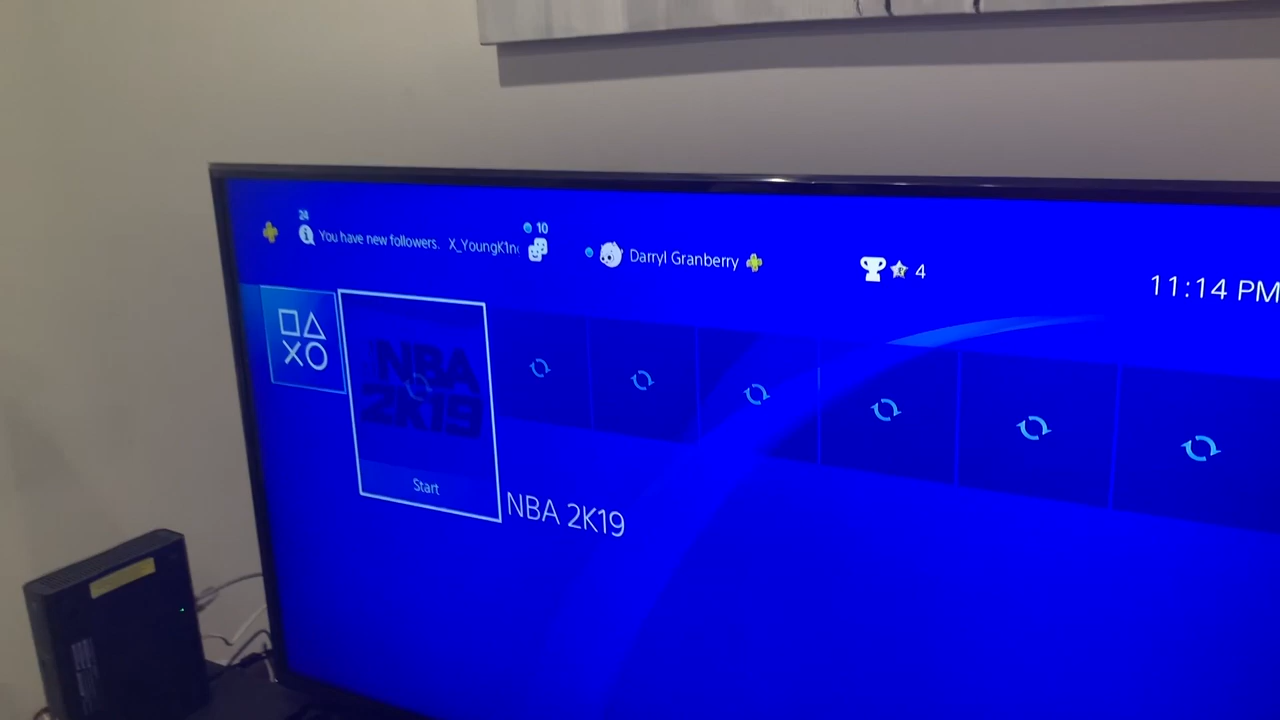 24
You have new followers. X_YoungK1n
10
Darryl Granberry
4
11:14 PM
NBA
2K19
Start
NBA 2K19